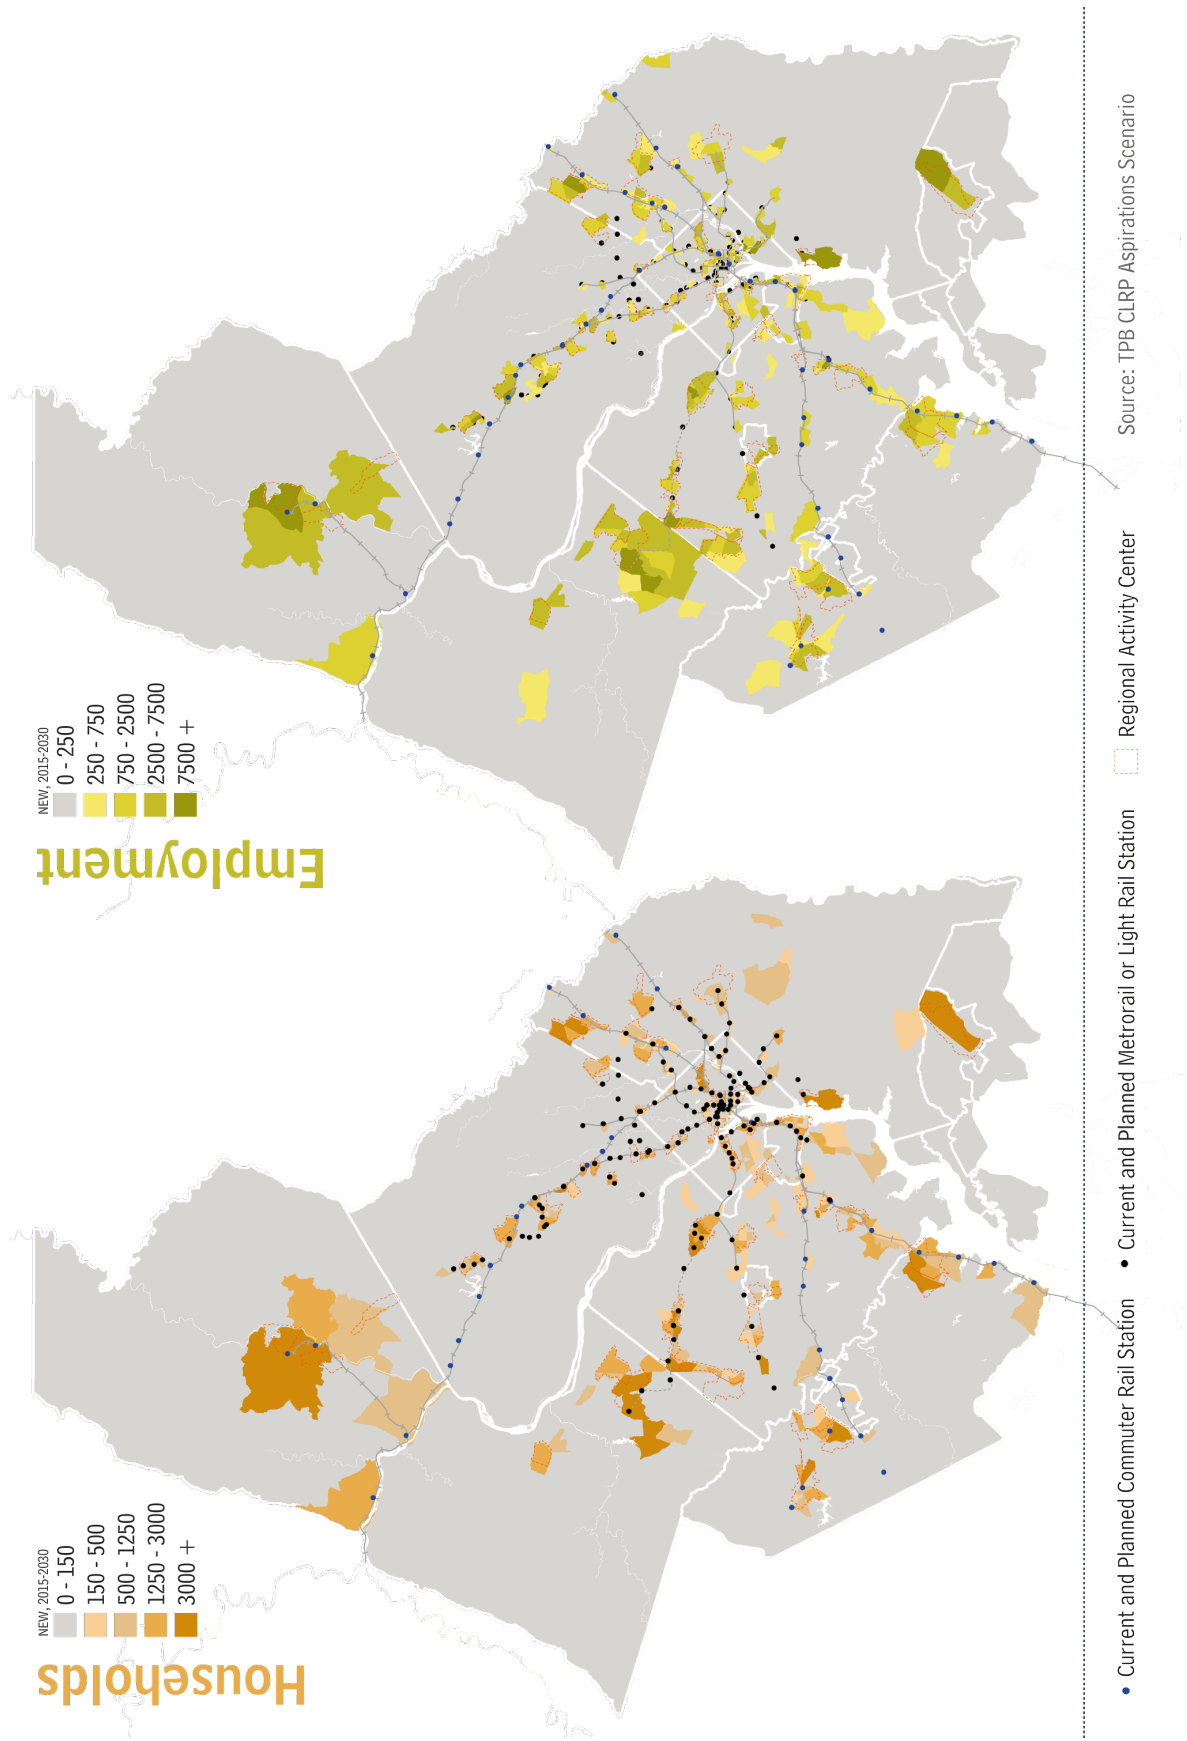 Households
NEW, 2015-2030
0 - 150
150 - 500
500 - 1250
1250 - 3000
3000 +
Employment
NEW, 2015-2030
0 - 250
250 - 750
750 - 2500
2500 - 7500
7500 +
Current and Planned Commuter Rail Station
Current and Planned Metrorail or Light Rail Station
Regional Activity Center
Source: TPB CLRP Aspirations Scenario